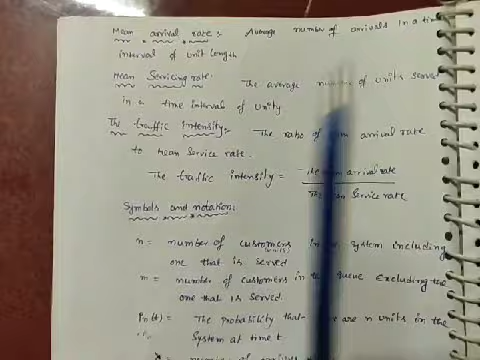 Mean arrival rate:- Average number of arrivals in a time
interval of unit length
Mean Servicing rate:- The average number of units served
in a time interval of unity
The traffic intensity:- The ratio of arrival rate
to mean service rate.
The traffic intensity = arrival rate
The service rate
Symbols and notation:-
n = number of customers in system including
(units)
one that is served
m = number of customers in the queue excluding the
one that is served.
Pn(t) = The probability that are n units in the
System at time t